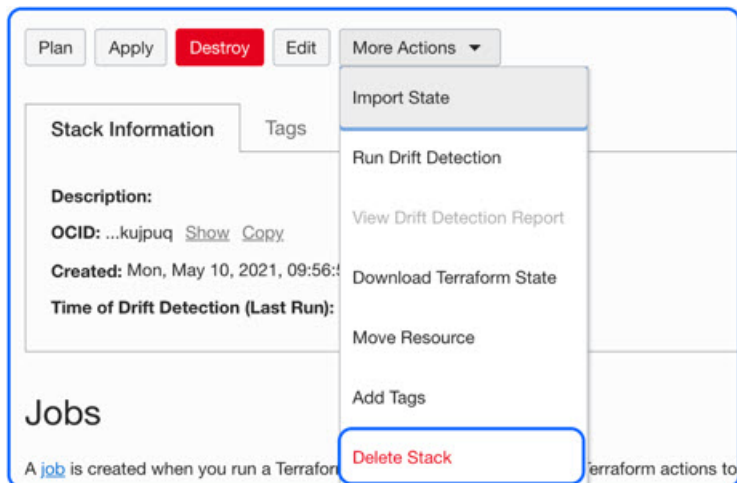 Plan Apply Destroy Edit More Actions
Import State
Stack Information Tags
Run Drift Detection
Description:
View Drift Detection Report
OCID: ...kujpuq Show Copy
Created: Mon, May 10, 2021, 09:56:
Download Terraform State
Time of Drift Detection (Last Run):
Move Resource
Add Tags
Jobs
Delete Stack
A job is created when you run a Terraform actions to